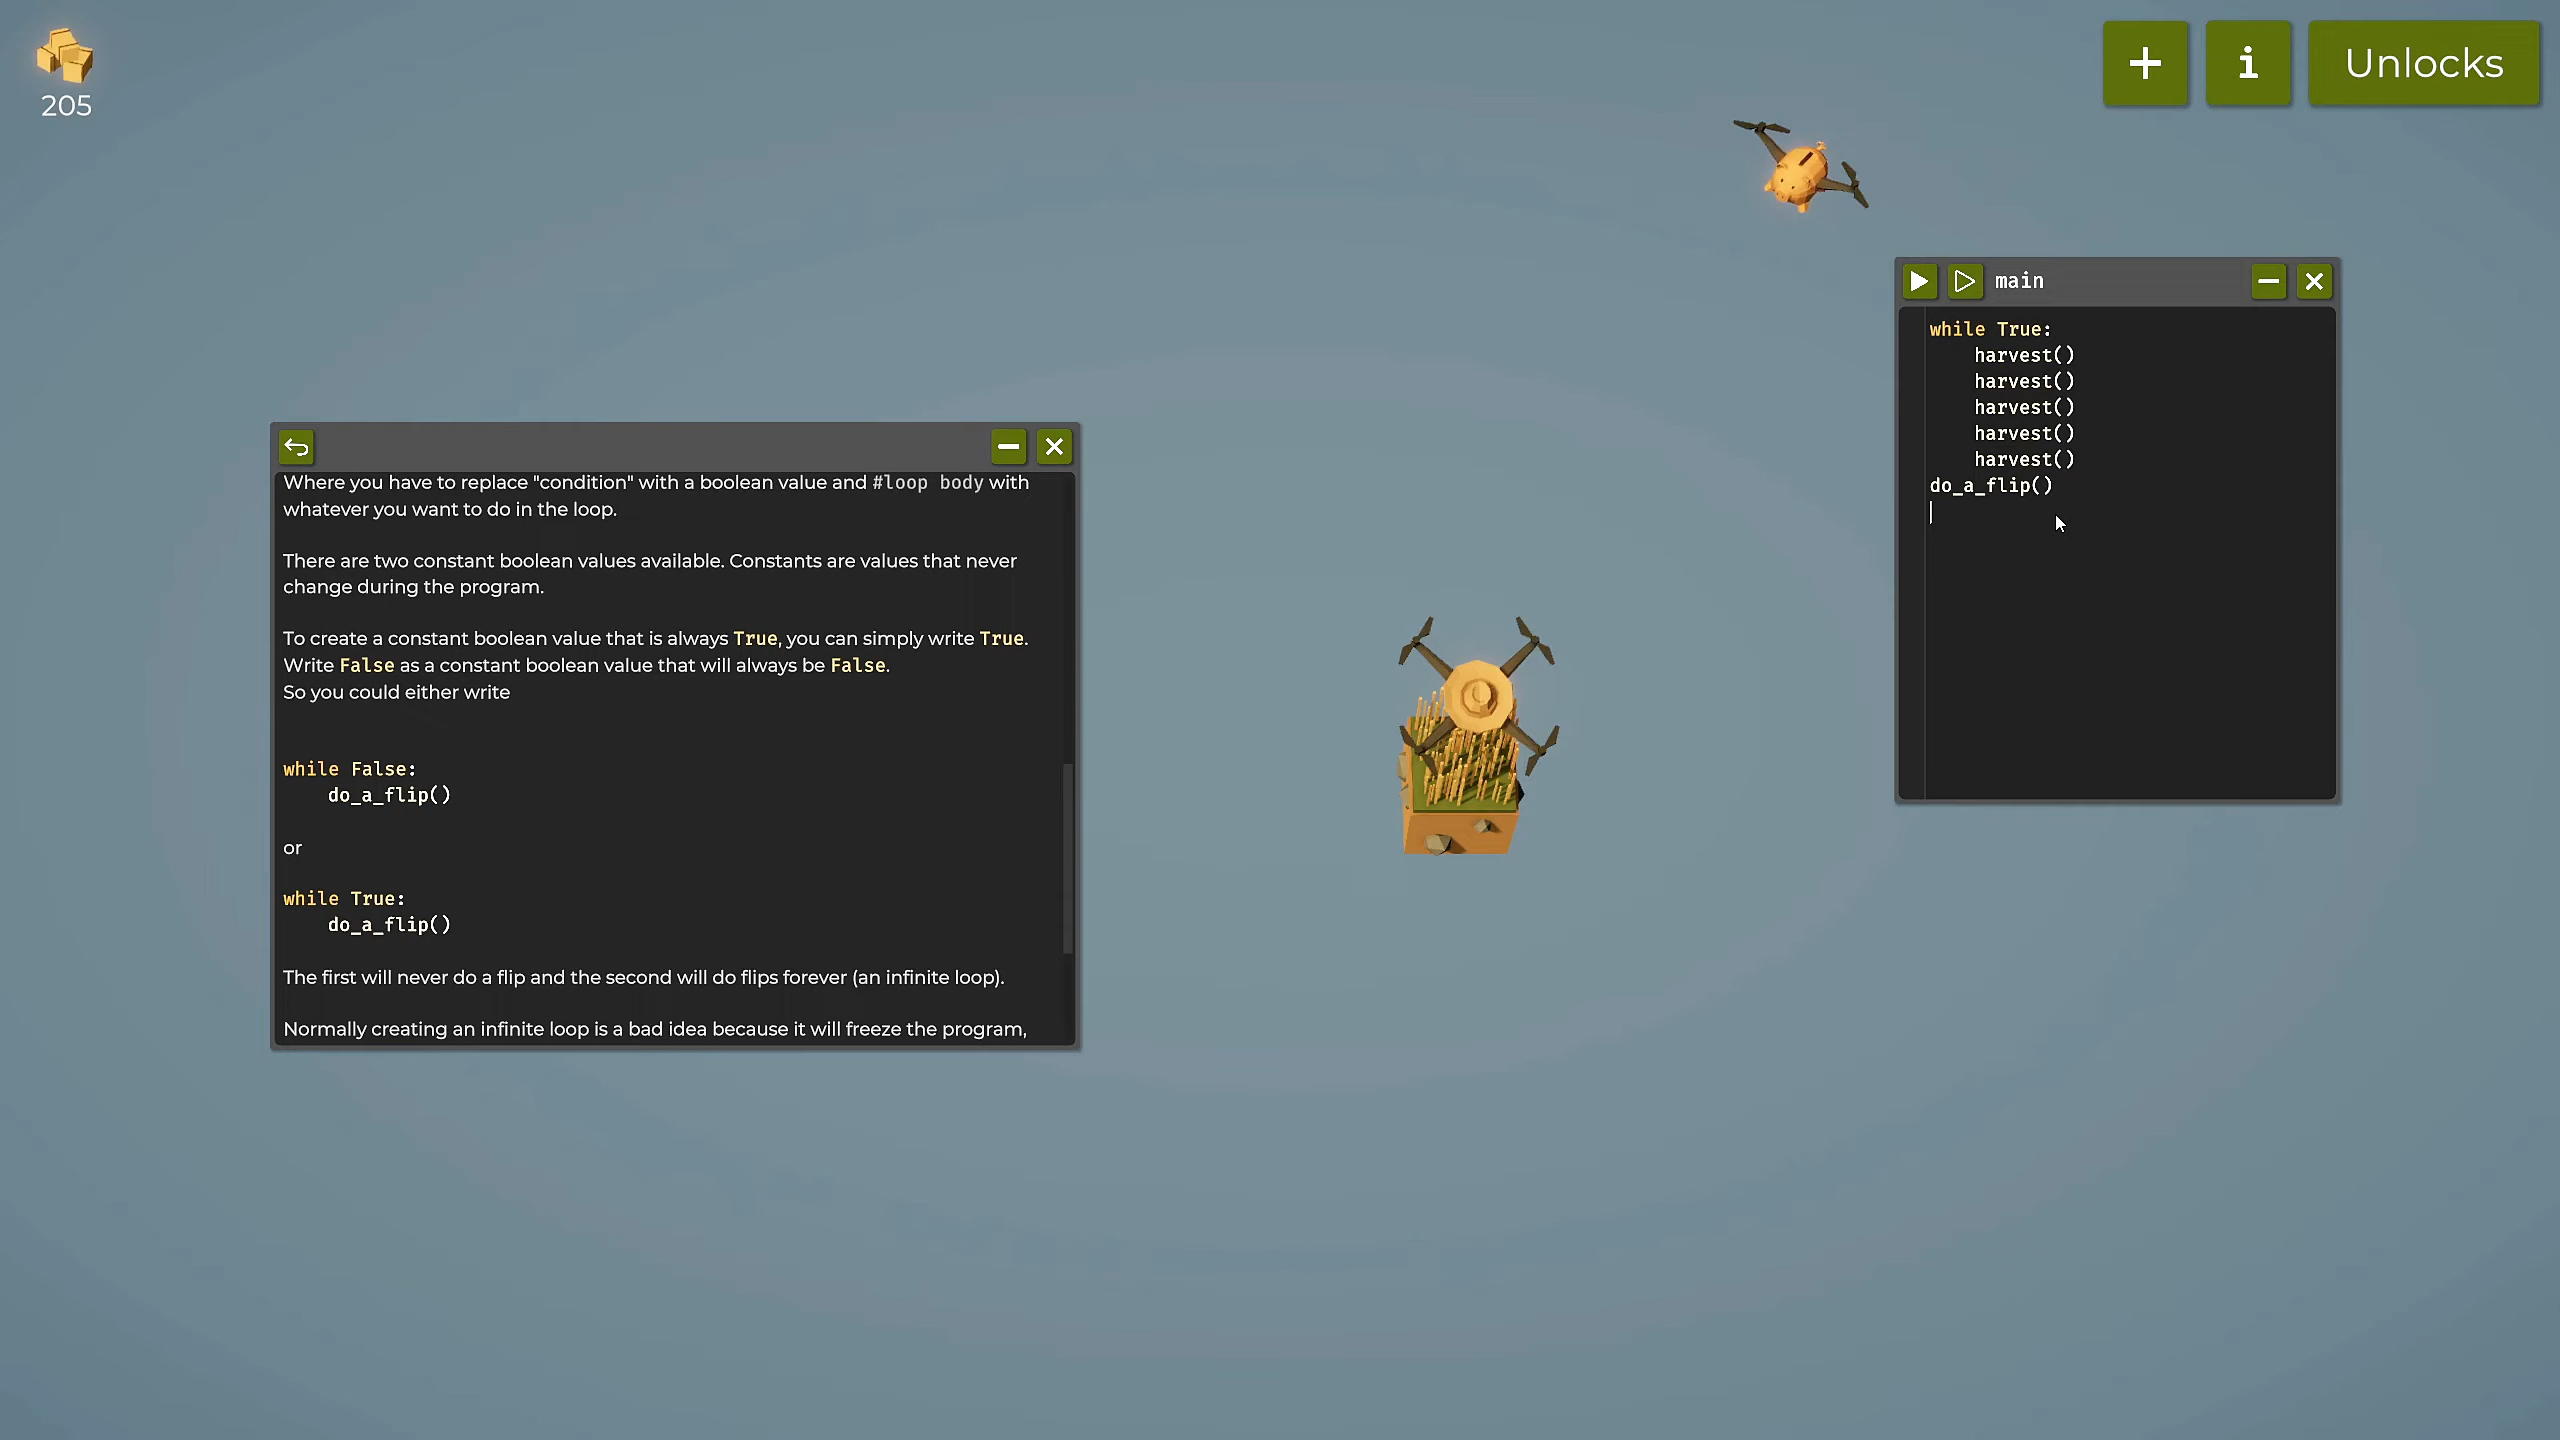 205
+
i
Unlocks
main
while True:
    harvest()
    harvest()
    harvest()
    harvest()
    harvest()
do_a_flip()
Where you have to replace "condition" with a boolean value and #loop body with
whatever you want to do in the loop.
There are two constant boolean values available. Constants are values that never
change during the program.
To create a constant boolean value that is always True, you can simply write True.
Write False as a constant boolean value that will always be False.
So you could either write
while False:
    do_a_flip()
or
while True:
    do_a_flip()
The first will never do a flip and the second will do flips forever (an infinite loop).
Normally creating an infinite loop is a bad idea because it will freeze the program,